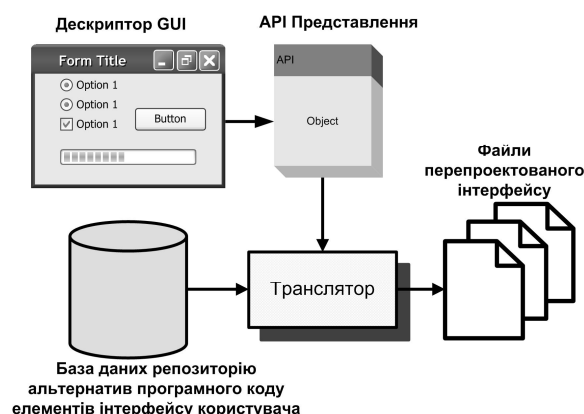 Дескриптор GUI
API Представлення
Form Title
Option 1
Option 1
Option 1
Button
API
Object
Файли
перепроектованого
інтерфейсу
Транслятор
База даних репозиторію
альтернатив програмного коду
елементів інтерфейсу користувача